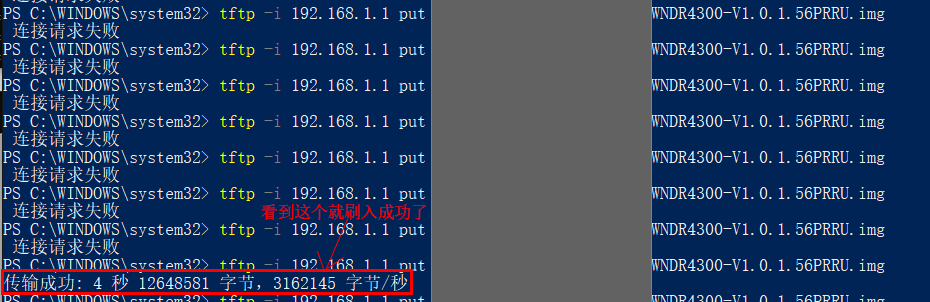 连接请求失败
PS C:\WINDOWS\system32> tftp -i 192.168.1.1 put WNDR4300-V1.0.1.56PRRU.img
连接请求失败
PS C:\WINDOWS\system32> tftp -i 192.168.1.1 put WNDR4300-V1.0.1.56PRRU.img
连接请求失败
PS C:\WINDOWS\system32> tftp -i 192.168.1.1 put WNDR4300-V1.0.1.56PRRU.img
连接请求失败
PS C:\WINDOWS\system32> tftp -i 192.168.1.1 put WNDR4300-V1.0.1.56PRRU.img
连接请求失败
PS C:\WINDOWS\system32> tftp -i 192.168.1.1 put WNDR4300-V1.0.1.56PRRU.img
连接请求失败
PS C:\WINDOWS\system32> tftp -i 192.168.1.1 put WNDR4300-V1.0.1.56PRRU.img
连接请求失败
看到这个就刷入成功了
PS C:\WINDOWS\system32> tftp -i 192.168.1.1 put WNDR4300-V1.0.1.56PRRU.img
连接请求失败
PS C:\WINDOWS\system32> tftp -i 192.168.1.1 put WNDR4300-V1.0.1.56PRRU.img
传输成功: 4 秒 12648581 字节，3162145 字节/秒